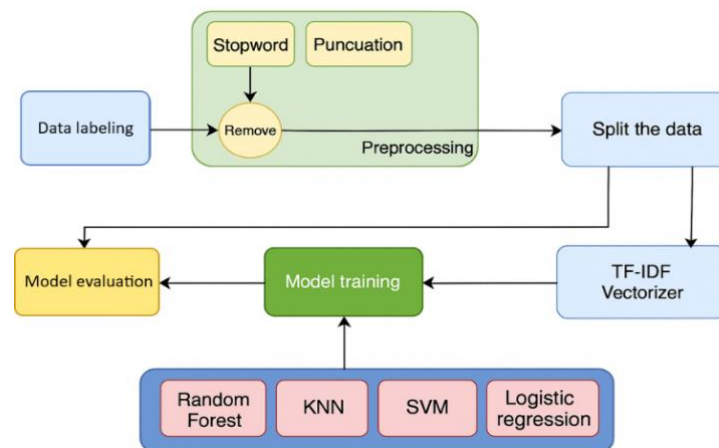 Stopword
Puncuation
Data labeling
Remove
Preprocessing
Split the data
Model evaluation
Model training
TF-IDF
Vectorizer
Random
Forest
KNN
SVM
Logistic
regression